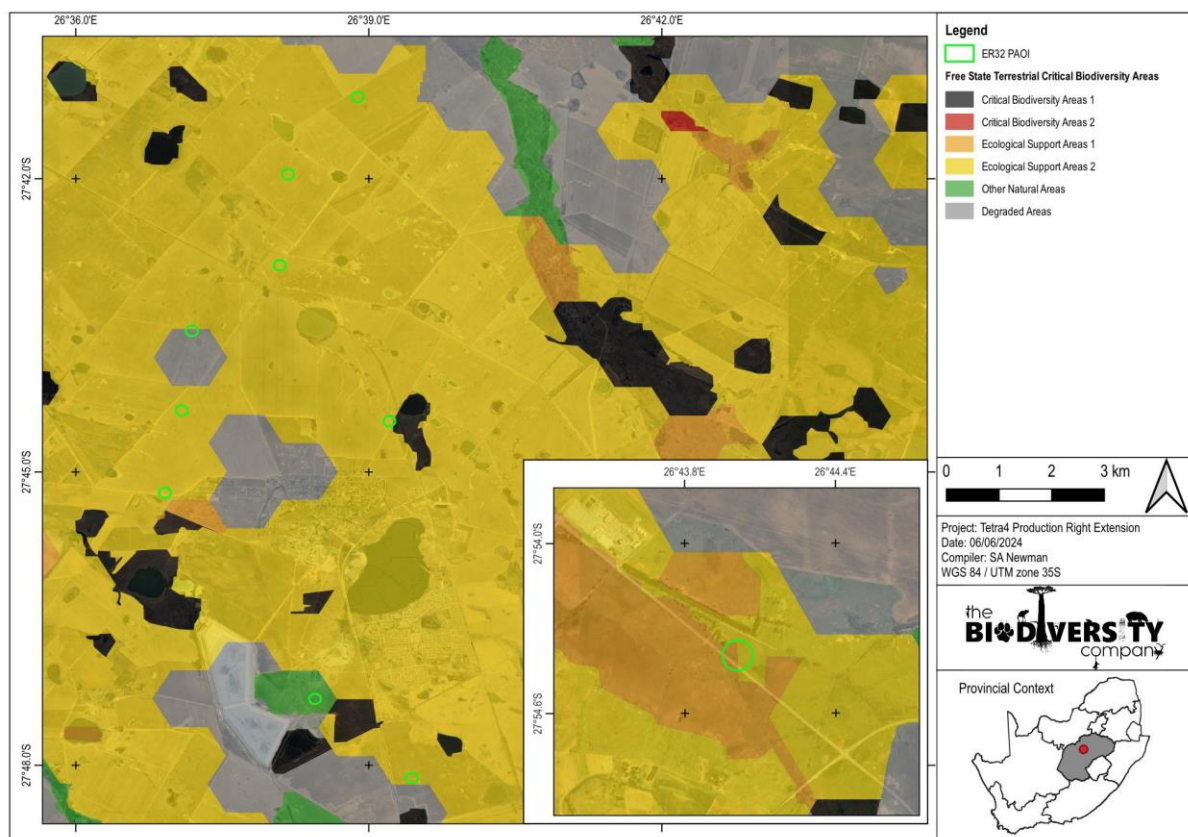 26°36.0'E 26°39.0'E 26°42.0'E
27°42.0'S
27°45.0'S
27°48.0'S
26°43.8'E 26°44.4'E
27°54.0'S
27°54.6'S
Legend
ER32 PAOI
Free State Terrestrial Critical Biodiversity Areas
Critical Biodiversity Areas 1
Critical Biodiversity Areas 2
Ecological Support Areas 1
Ecological Support Areas 2
Other Natural Areas
Degraded Areas
0 1 2 3 km
Project: Tetra4 Production Right Extension
Date: 06/06/2024
Compiler: SA Newman
WGS 84 / UTM zone 35S
the
BIODIVERSITY
company
Provincial Context